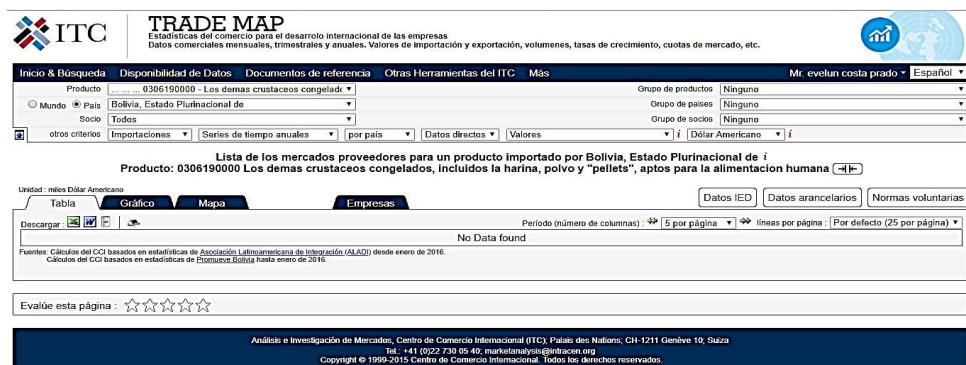 ITC
TRADE MAP
Estadísticas del comercio para el desarrollo internacional de las empresas
Datos comerciales mensuales, trimestrales y anuales. Valores de importación y exportación, volumenes, tasas de crecimiento, cuotas de mercado, etc.
Inicio & Búsqueda Disponibilidad de Datos Documentos de referencia Otras Herramientas del ITC Más Mr. evelun costa prado Español
Producto ... ... ... 0306190000 - Los demas crustaceos congeladc Grupo de productos Ninguno
Mundo País Bolivia, Estado Plurinacional de Grupo de países Ninguno
Socio Todos Grupo de socios Ninguno
otros criterios Importaciones Series de tiempo anuales por país Datos directos Valores i Dólar Americano i
Lista de los mercados proveedores para un producto importado por Bolivia, Estado Plurinacional de i
Producto: 0306190000 Los demas crustaceos congelados, incluidos la harina, polvo y "pellets", aptos para la alimentacion humana
Unidad : miles Dólar Americano
Tabla Gráfico Mapa Empresas Datos IED Datos arancelarios Normas voluntarias
Descargar : Período (número de columnas) : 5 por página líneas por página : Por defecto (25 por página)
No Data found
Fuentes: Cálculos del CCI basados en estadísticas de Asociación Latinoamericana de Integración (ALADI) desde enero de 2016.
Cálculos del CCI basados en estadísticas de Promueve Bolivia hasta enero de 2016.
Evalúe esta página :
Análisis e Investigación de Mercados, Centro de Comercio Internacional (ITC); Palais des Nations; CH-1211 Genève 10; Suiza
Tel.: +41 (0)22 730 05 40; marketanalysis@intracen.org
Copyright © 1999-2015 Centro de Comercio Internacional. Todos los derechos reservados.